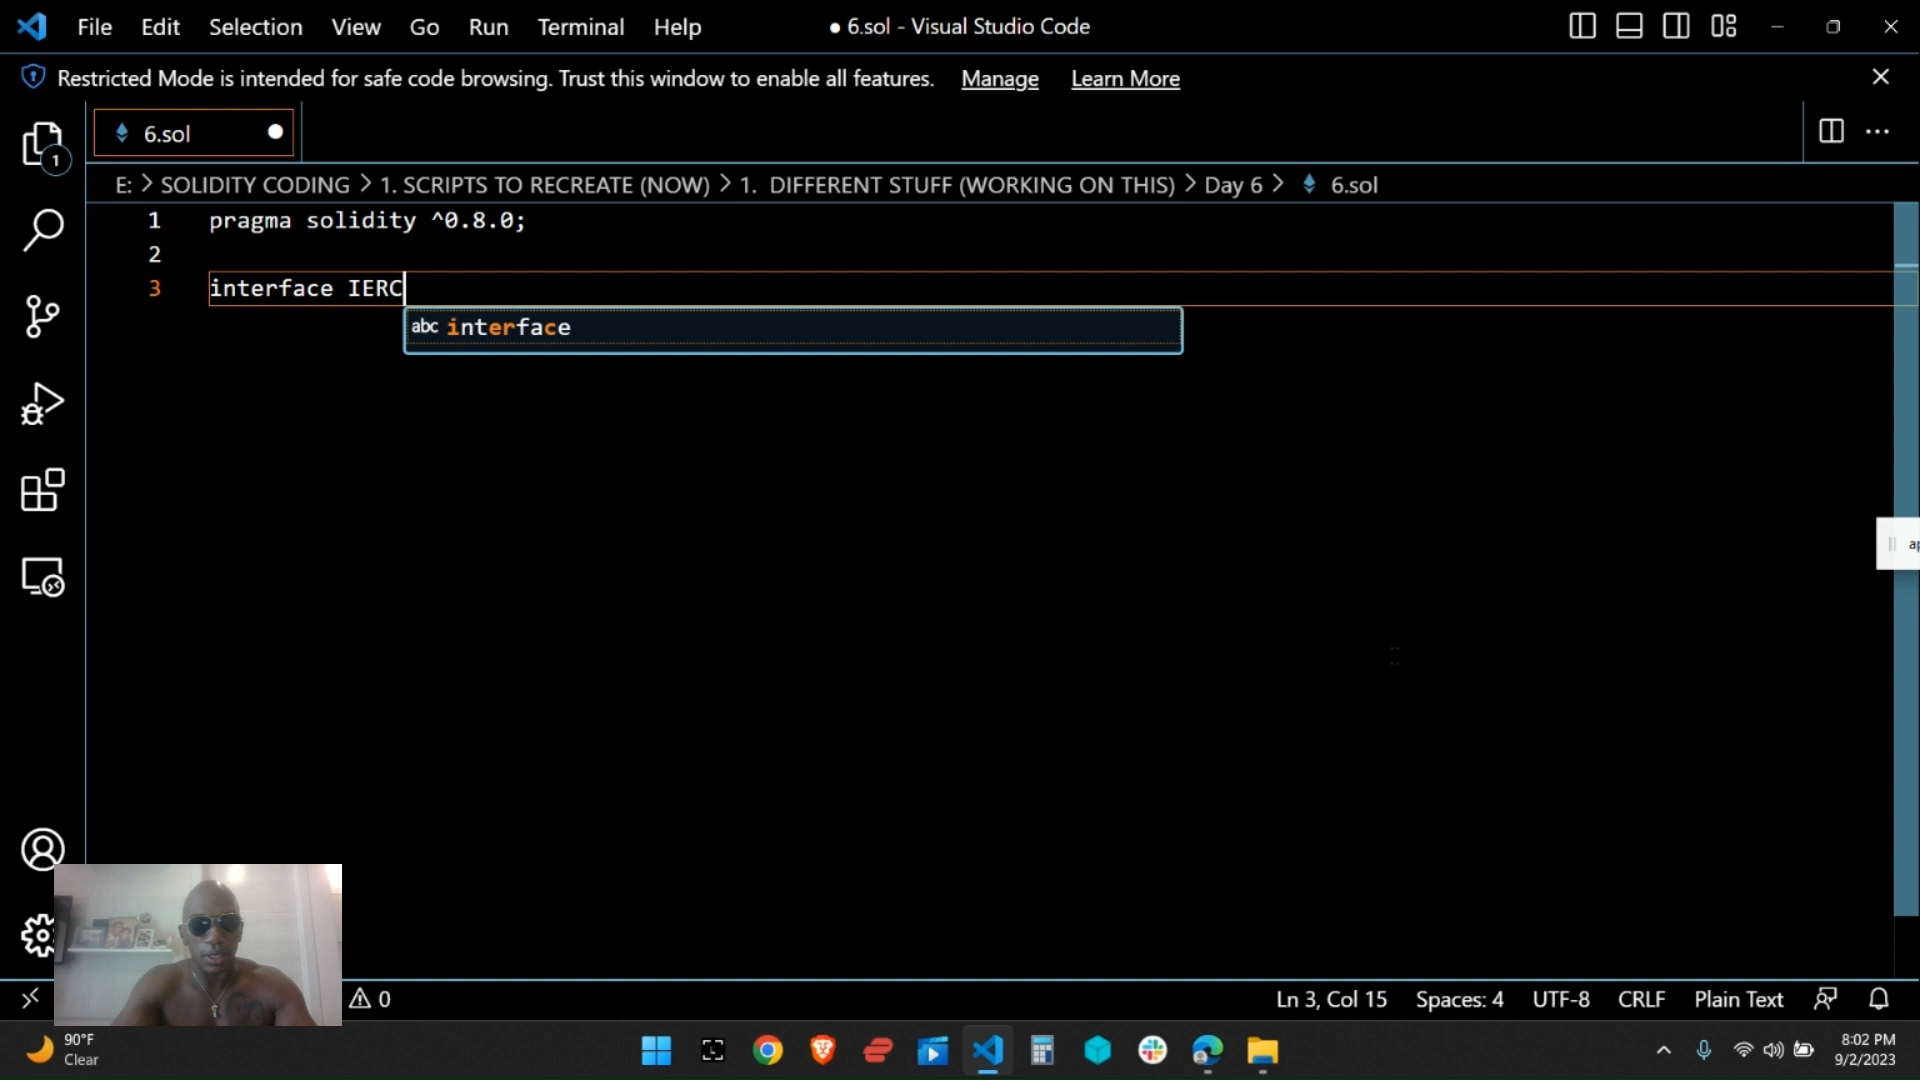 File Edit Selection View Go Run Terminal Help
● 6.sol - Visual Studio Code
Restricted Mode is intended for safe code browsing. Trust this window to enable all features. Manage Learn More
6.sol
1
E: > SOLIDITY CODING > 1. SCRIPTS TO RECREATE (NOW) > 1. DIFFERENT STUFF (WORKING ON THIS) > Day 6 > 6.sol
1 pragma solidity ^0.8.0;
2
3 interface IERC
abc interface
ap
0
Ln 3, Col 15 Spaces: 4 UTF-8 CRLF Plain Text
90°F
Clear
8:02 PM
9/2/2023